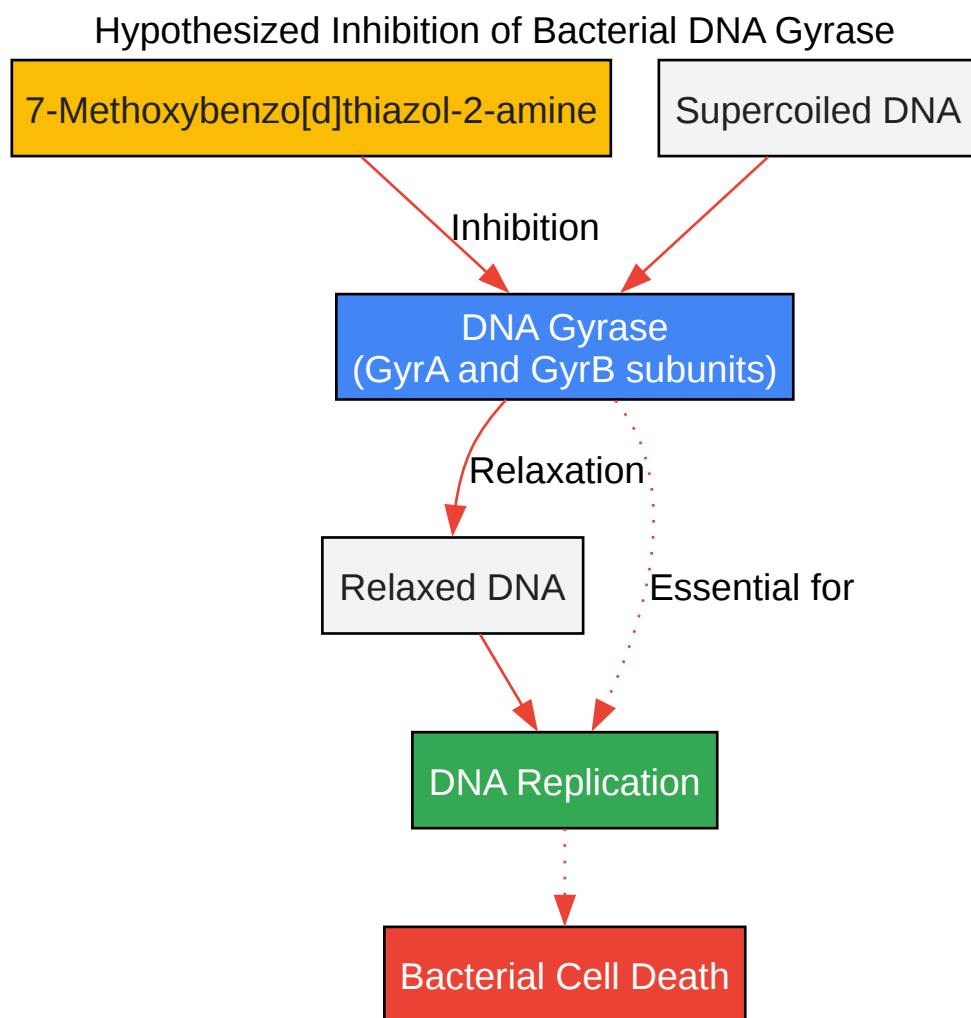 Hypothesized Inhibition of Bacterial DNA Gyrase
7-Methoxybenzo[d]thiazol-2-amine
Supercoiled DNA
Inhibition
DNA Gyrase
(GyrA and GyrB subunits)
Relaxation
Relaxed DNA
Essential for
DNA Replication
Bacterial Cell Death